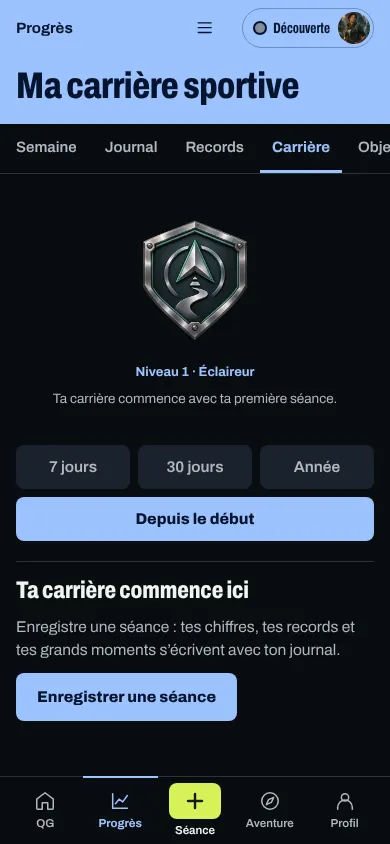 Progrès
Découverte
Ma carrière sportive
Semaine Journal Records Carrière Obje
Niveau 1 · Éclaireur
Ta carrière commence avec ta première séance.
7 jours 30 jours Année
Depuis le début
Ta carrière commence ici
Enregistre une séance : tes chiffres, tes records et
tes grands moments s’écrivent avec ton journal.
Enregistrer une séance
QG Progrès Séance Aventure Profil